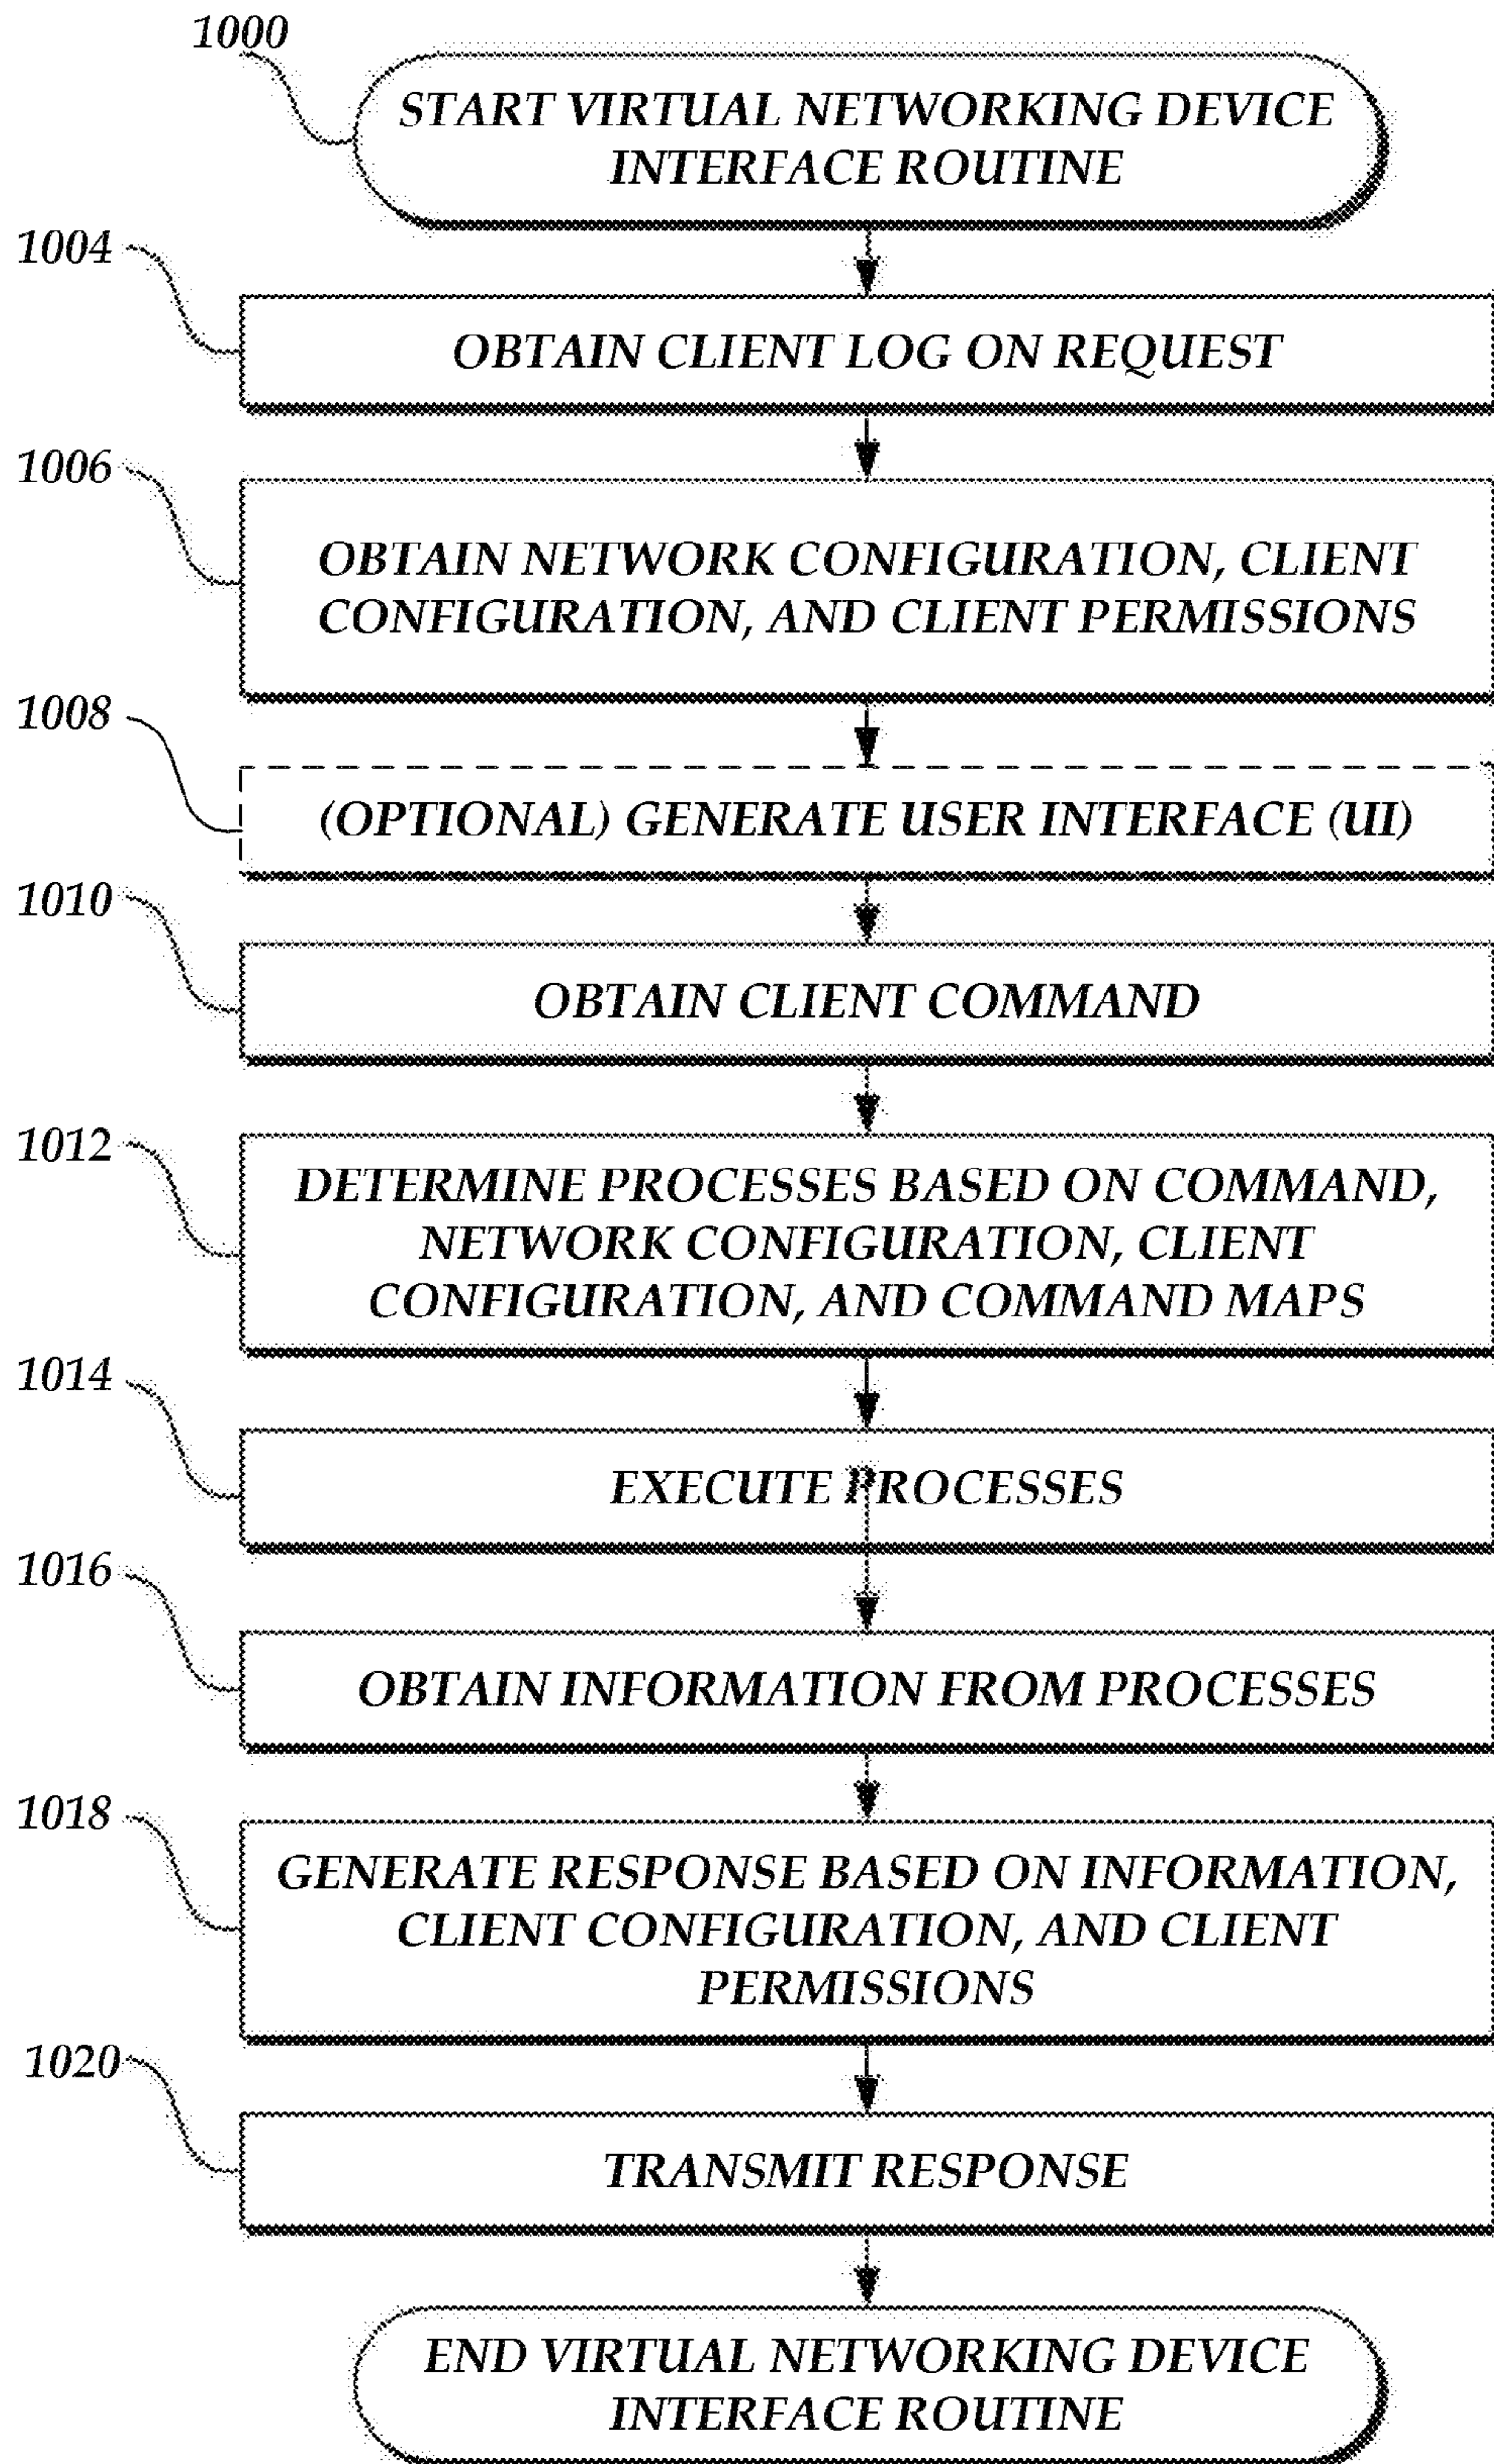 1000
START VIRTUAL NETWORKING DEVICE
INTERFACE ROUTINE
1004
OBTAIN CLIENT LOG ON REQUEST
1006
OBTAIN NETWORK CONFIGURATION, CLIENT
CONFIGURATION, AND CLIENT PERMISSIONS
1008
(OPTIONAL) GENERATE USER INTERFACE (UI)
1010
OBTAIN CLIENT COMMAND
1012
DETERMINE PROCESSES BASED ON COMMAND,
NETWORK CONFIGURATION, CLIENT
CONFIGURATION, AND COMMAND MAPS
1014
EXECUTE PROCESSES
1016
OBTAIN INFORMATION FROM PROCESSES
1018
GENERATE RESPONSE BASED ON INFORMATION,
CLIENT CONFIGURATION, AND CLIENT
PERMISSIONS
1020
TRANSMIT RESPONSE
END VIRTUAL NETWORKING DEVICE
INTERFACE ROUTINE